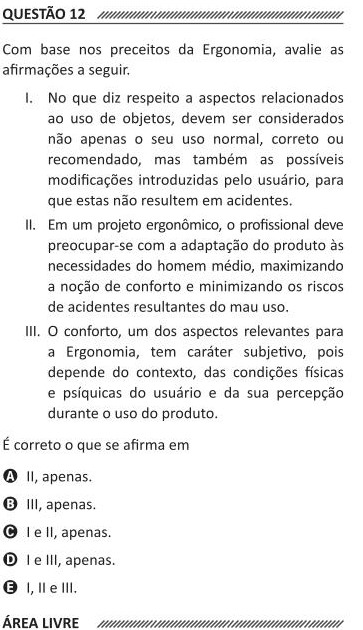 QUESTÃO 12
Com base nos preceitos da Ergonomia, avalie as
afirmações a seguir.
I. No que diz respeito a aspectos relacionados
ao uso de objetos, devem ser considerados
não apenas o seu uso normal, correto ou
recomendado, mas também as possíveis
modificações introduzidas pelo usuário, para
que estas não resultem em acidentes.
II. Em um projeto ergonômico, o profissional deve
preocupar-se com a adaptação do produto às
necessidades do homem médio, maximizando
a noção de conforto e minimizando os riscos
de acidentes resultantes do mau uso.
III. O conforto, um dos aspectos relevantes para
a Ergonomia, tem caráter subjetivo, pois
depende do contexto, das condições físicas
e psíquicas do usuário e da sua percepção
durante o uso do produto.
É correto o que se afirma em
A II, apenas.
B III, apenas.
C I e II, apenas.
D I e III, apenas.
E I, II e III.
ÁREA LIVRE